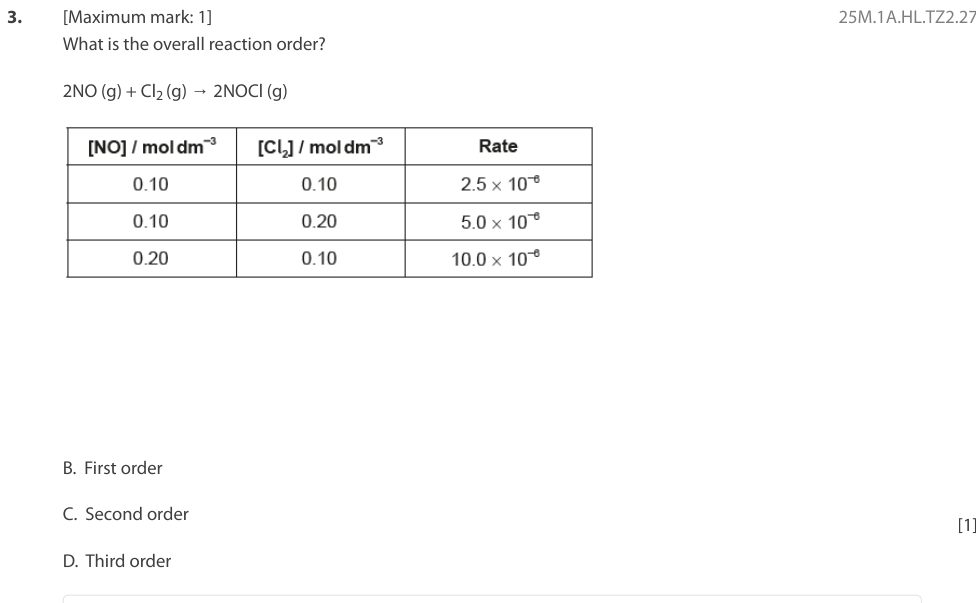 3. [Maximum mark: 1] 25M.1A.HL.TZ2.27
What is the overall reaction order?
2NO (g) + Cl₂ (g) → 2NOCl (g)
[NO] / mol dm⁻³ [Cl₂] / mol dm⁻³ Rate
0.10 0.10 2.5 × 10⁻⁶
0.10 0.20 5.0 × 10⁻⁶
0.20 0.10 10.0 × 10⁻⁶
B. First order
C. Second order
[1]
D. Third order